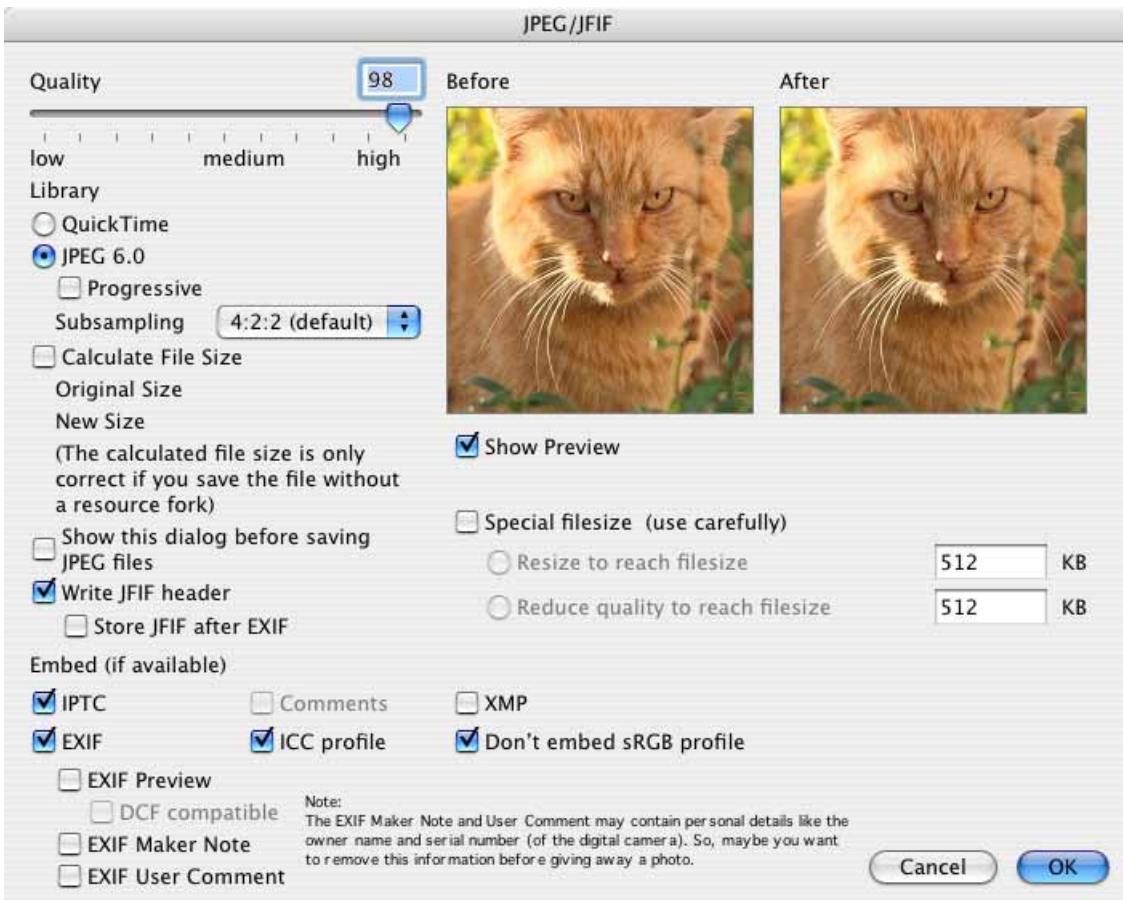 JPEG/JFIF
Quality
98
low medium high
Library
QuickTime
JPEG 6.0
Progressive
Subsampling 4:2:2 (default)
Calculate File Size
Original Size
New Size
(The calculated file size is only
correct if you save the file without
a resource fork)
Show this dialog before saving
JPEG files
Write JFIF header
Store JFIF after EXIF
Before After
Show Preview
Special filesize (use carefully)
Resize to reach filesize 512 KB
Reduce quality to reach filesize 512 KB
Embed (if available)
IPTC Comments XMP
EXIF ICC profile Don't embed sRGB profile
EXIF Preview
DCF compatible
EXIF Maker Note
EXIF User Comment
Note:
The EXIF Maker Note and User Comment may contain personal details like the
owner name and serial number (of the digital camera). So, maybe you want
to remove this information before giving away a photo.
Cancel OK